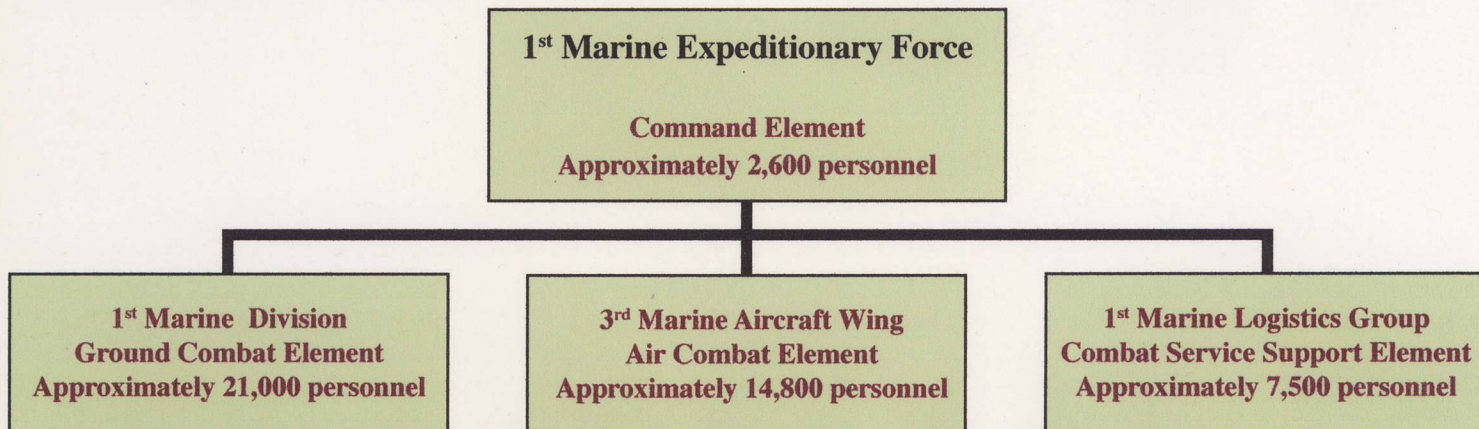 1st Marine Expeditionary Force
Command Element
Approximately 2,600 personnel
1st Marine Division
Ground Combat Element
Approximately 21,000 personnel
3rd Marine Aircraft Wing
Air Combat Element
Approximately 14,800 personnel
1st Marine Logistics Group
Combat Service Support Element
Approximately 7,500 personnel